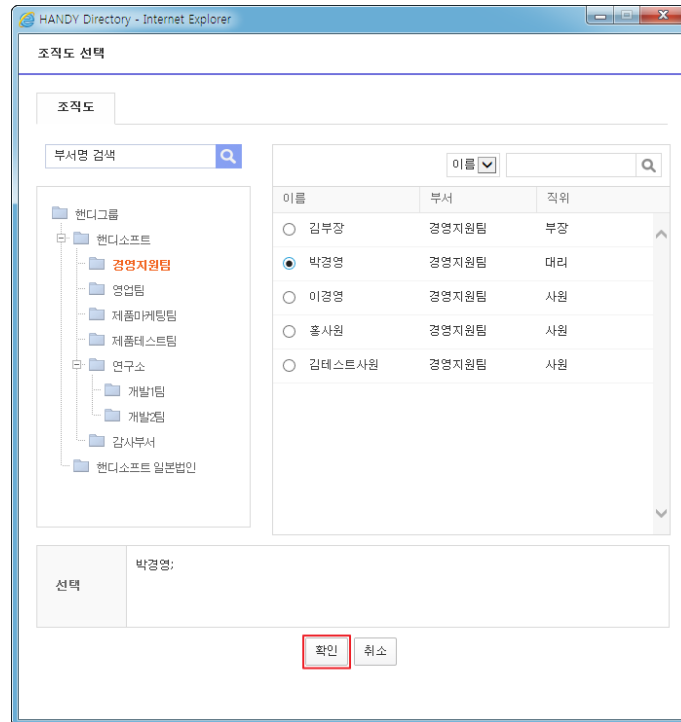 HANDY Directory - Internet Explorer
조직도 선택
조직도
부서명 검색
이름
이름 부서 직위
핸디그룹
핸디소프트
경영지원팀
영업팀
제품마케팅팀
제품테스트팀
연구소
개발1팀
개발2팀
감사부서
핸디소프트 일본법인
김부장 경영지원팀 부장
박경영 경영지원팀 대리
이경영 경영지원팀 사원
홍사원 경영지원팀 사원
김테스트사원 경영지원팀 사원
선택 박경영;
확인 취소